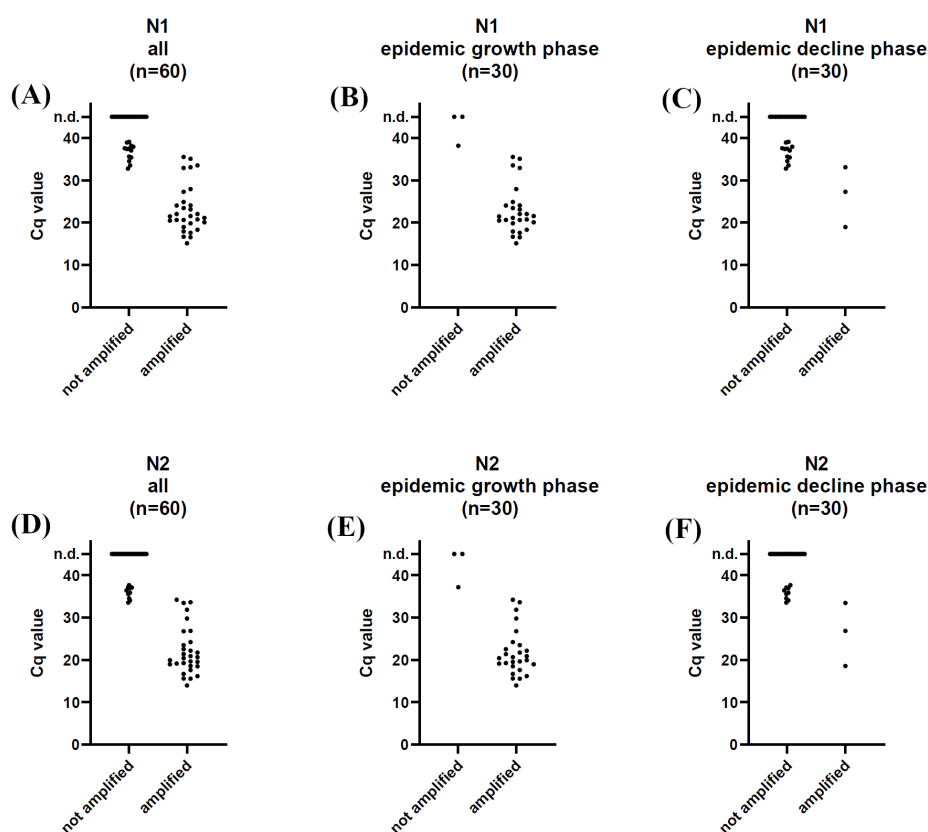 N1
all
(n=60)
(A)
n.d.
40
30
20
10
0
Cq value
not amplified
amplified
N1
epidemic growth phase
(n=30)
(B)
n.d.
40
30
20
10
0
Cq value
not amplified
amplified
N1
epidemic decline phase
(n=30)
(C)
n.d.
40
30
20
10
0
Cq value
not amplified
amplified
N2
all
(n=60)
(D)
n.d.
40
30
20
10
0
Cq value
not amplified
amplified
N2
epidemic growth phase
(n=30)
(E)
n.d.
40
30
20
10
0
Cq value
not amplified
amplified
N2
epidemic decline phase
(n=30)
(F)
n.d.
40
30
20
10
0
Cq value
not amplified
amplified